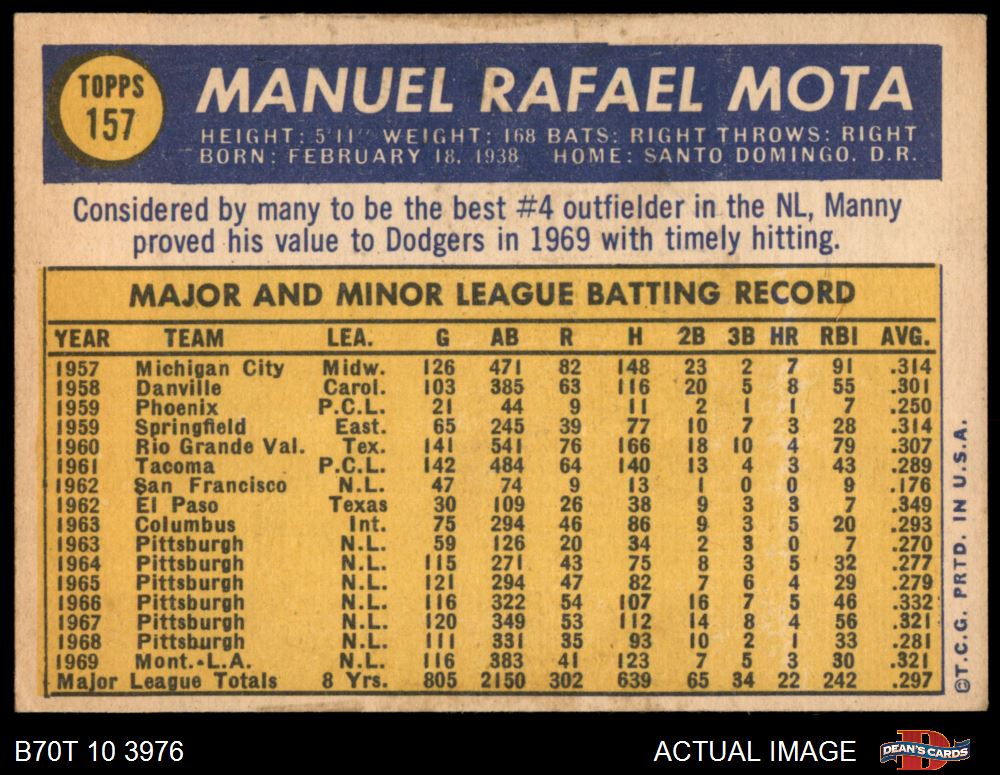 TOPPS
157
MANUEL RAFAEL MOTA
HEIGHT: 5'11" WEIGHT: 168 BATS: RIGHT THROWS: RIGHT
BORN: FEBRUARY 18, 1938 HOME: SANTO DOMINGO, D.R.
Considered by many to be the best #4 outfielder in the NL, Manny
proved his value to Dodgers in 1969 with timely hitting.
MAJOR AND MINOR LEAGUE BATTING RECORD
YEAR TEAM LEA. G AB R H 2B 3B HR RBI AVG.
1957 Michigan City Midw. 126 471 82 148 23 2 7 91 .314
1958 Danville Carol. 103 385 63 116 20 5 8 55 .301
1959 Phoenix P.C.L. 21 44 9 11 2 1 1 7 .250
1959 Springfield East. 65 245 39 77 10 7 3 28 .314
1960 Rio Grande Val. Tex. 141 541 76 166 18 10 4 79 .307
1961 Tacoma P.C.L. 142 484 64 140 13 4 3 43 .289
1962 San Francisco N.L. 47 74 9 13 1 0 0 9 .176
1962 El Paso Texas 30 109 26 38 9 3 3 7 .349
1963 Columbus Int. 75 294 46 86 9 3 5 20 .293
1963 Pittsburgh N.L. 59 126 20 34 2 3 0 7 .270
1964 Pittsburgh N.L. 115 271 43 75 8 3 5 32 .277
1965 Pittsburgh N.L. 121 294 47 82 7 6 4 29 .279
1966 Pittsburgh N.L. 116 322 54 107 16 7 5 46 .332
1967 Pittsburgh N.L. 120 349 53 112 14 8 4 56 .321
1968 Pittsburgh N.L. 111 331 35 93 10 2 1 33 .281
1969 Mont.-L.A. N.L. 116 383 41 123 7 5 3 30 .321
Major League Totals 8 Yrs. 805 2150 302 639 65 34 22 242 .297
©T.C.G. PRTD. IN U.S.A.
B70T 10 3976
ACTUAL IMAGE
DEAN'S CARDS